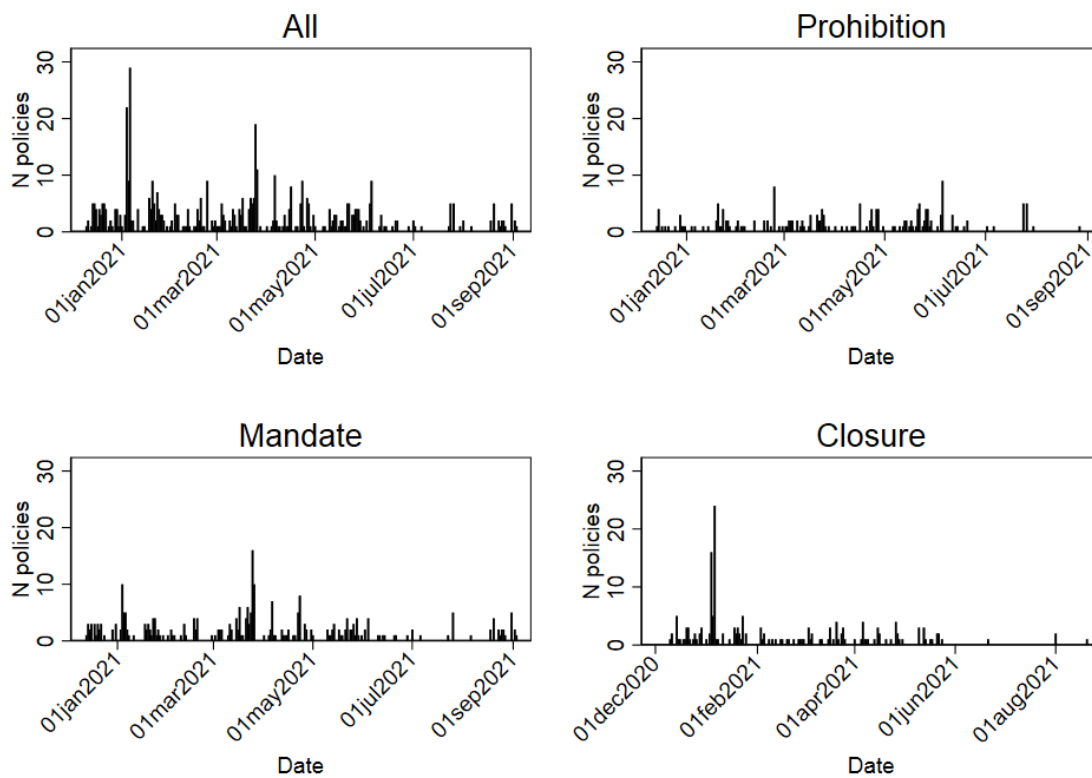 All
N policies
30
20
10
0
01jan2021
01mar2021
01may2021
01jul2021
01sep2021
Date
Prohibition
N policies
30
20
10
0
01jan2021
01mar2021
01may2021
01jul2021
01sep2021
Date
Mandate
N policies
30
20
10
0
01jan2021
01mar2021
01may2021
01jul2021
01sep2021
Date
Closure
N policies
30
20
10
0
01dec2020
01feb2021
01apr2021
01jun2021
01aug2021
Date